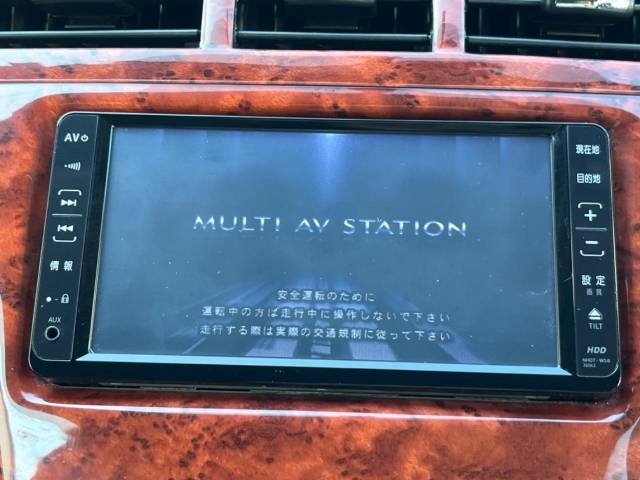 AV
情報
AUX
MULTI AV STATION
安全運転のために
運転中の方は走行中に操作しないで下さい
走行する際は実際の交通規制に従って下さい
現在地
目的地
+
-
設定
画質
TILT
HDD
NHDT-W58